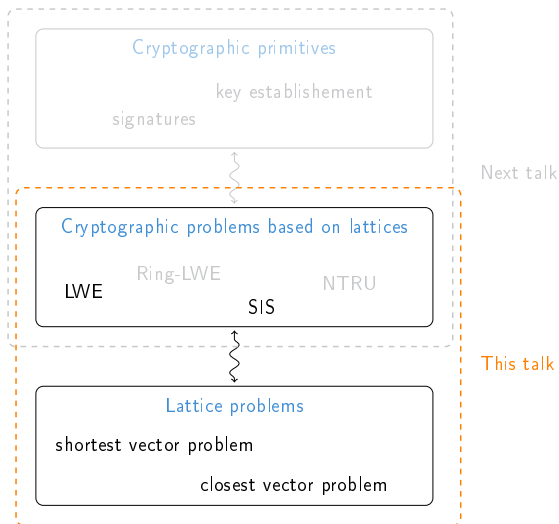 Cryptographic primitives
key establishement
signatures
Next talk
Cryptographic problems based on lattices
Ring-LWE
NTRU
LWE
SIS
This talk
Lattice problems
shortest vector problem
closest vector problem